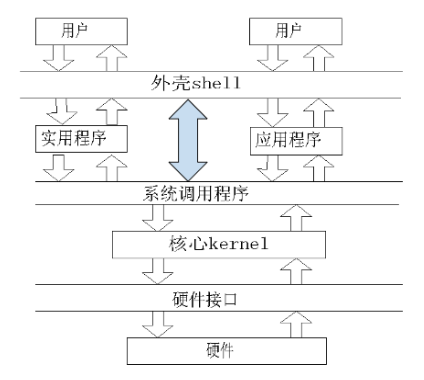 用户 用户
外壳shell
实用程序 应用程序
系统调用程序
核心kernel
硬件接口
硬件